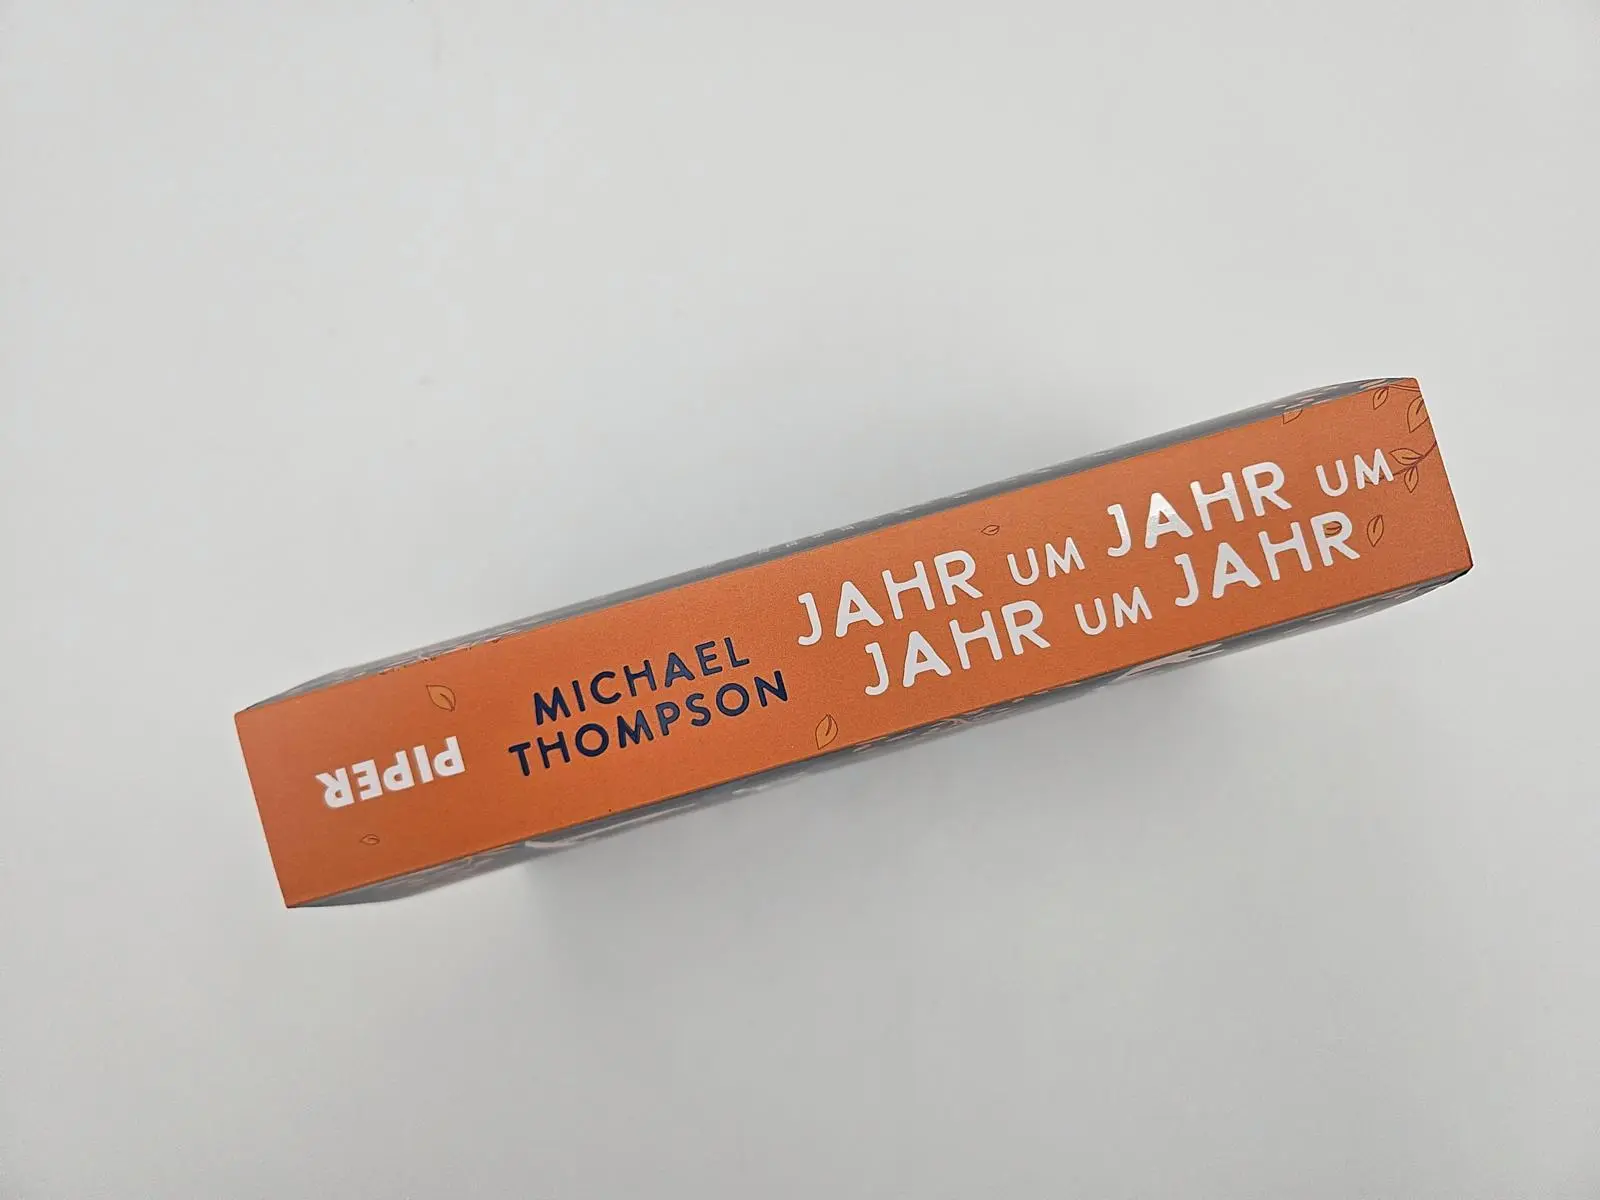 JAHR UM JAHR UM
JAHR UM JAHR
MICHAEL
THOMPSON
PIPER